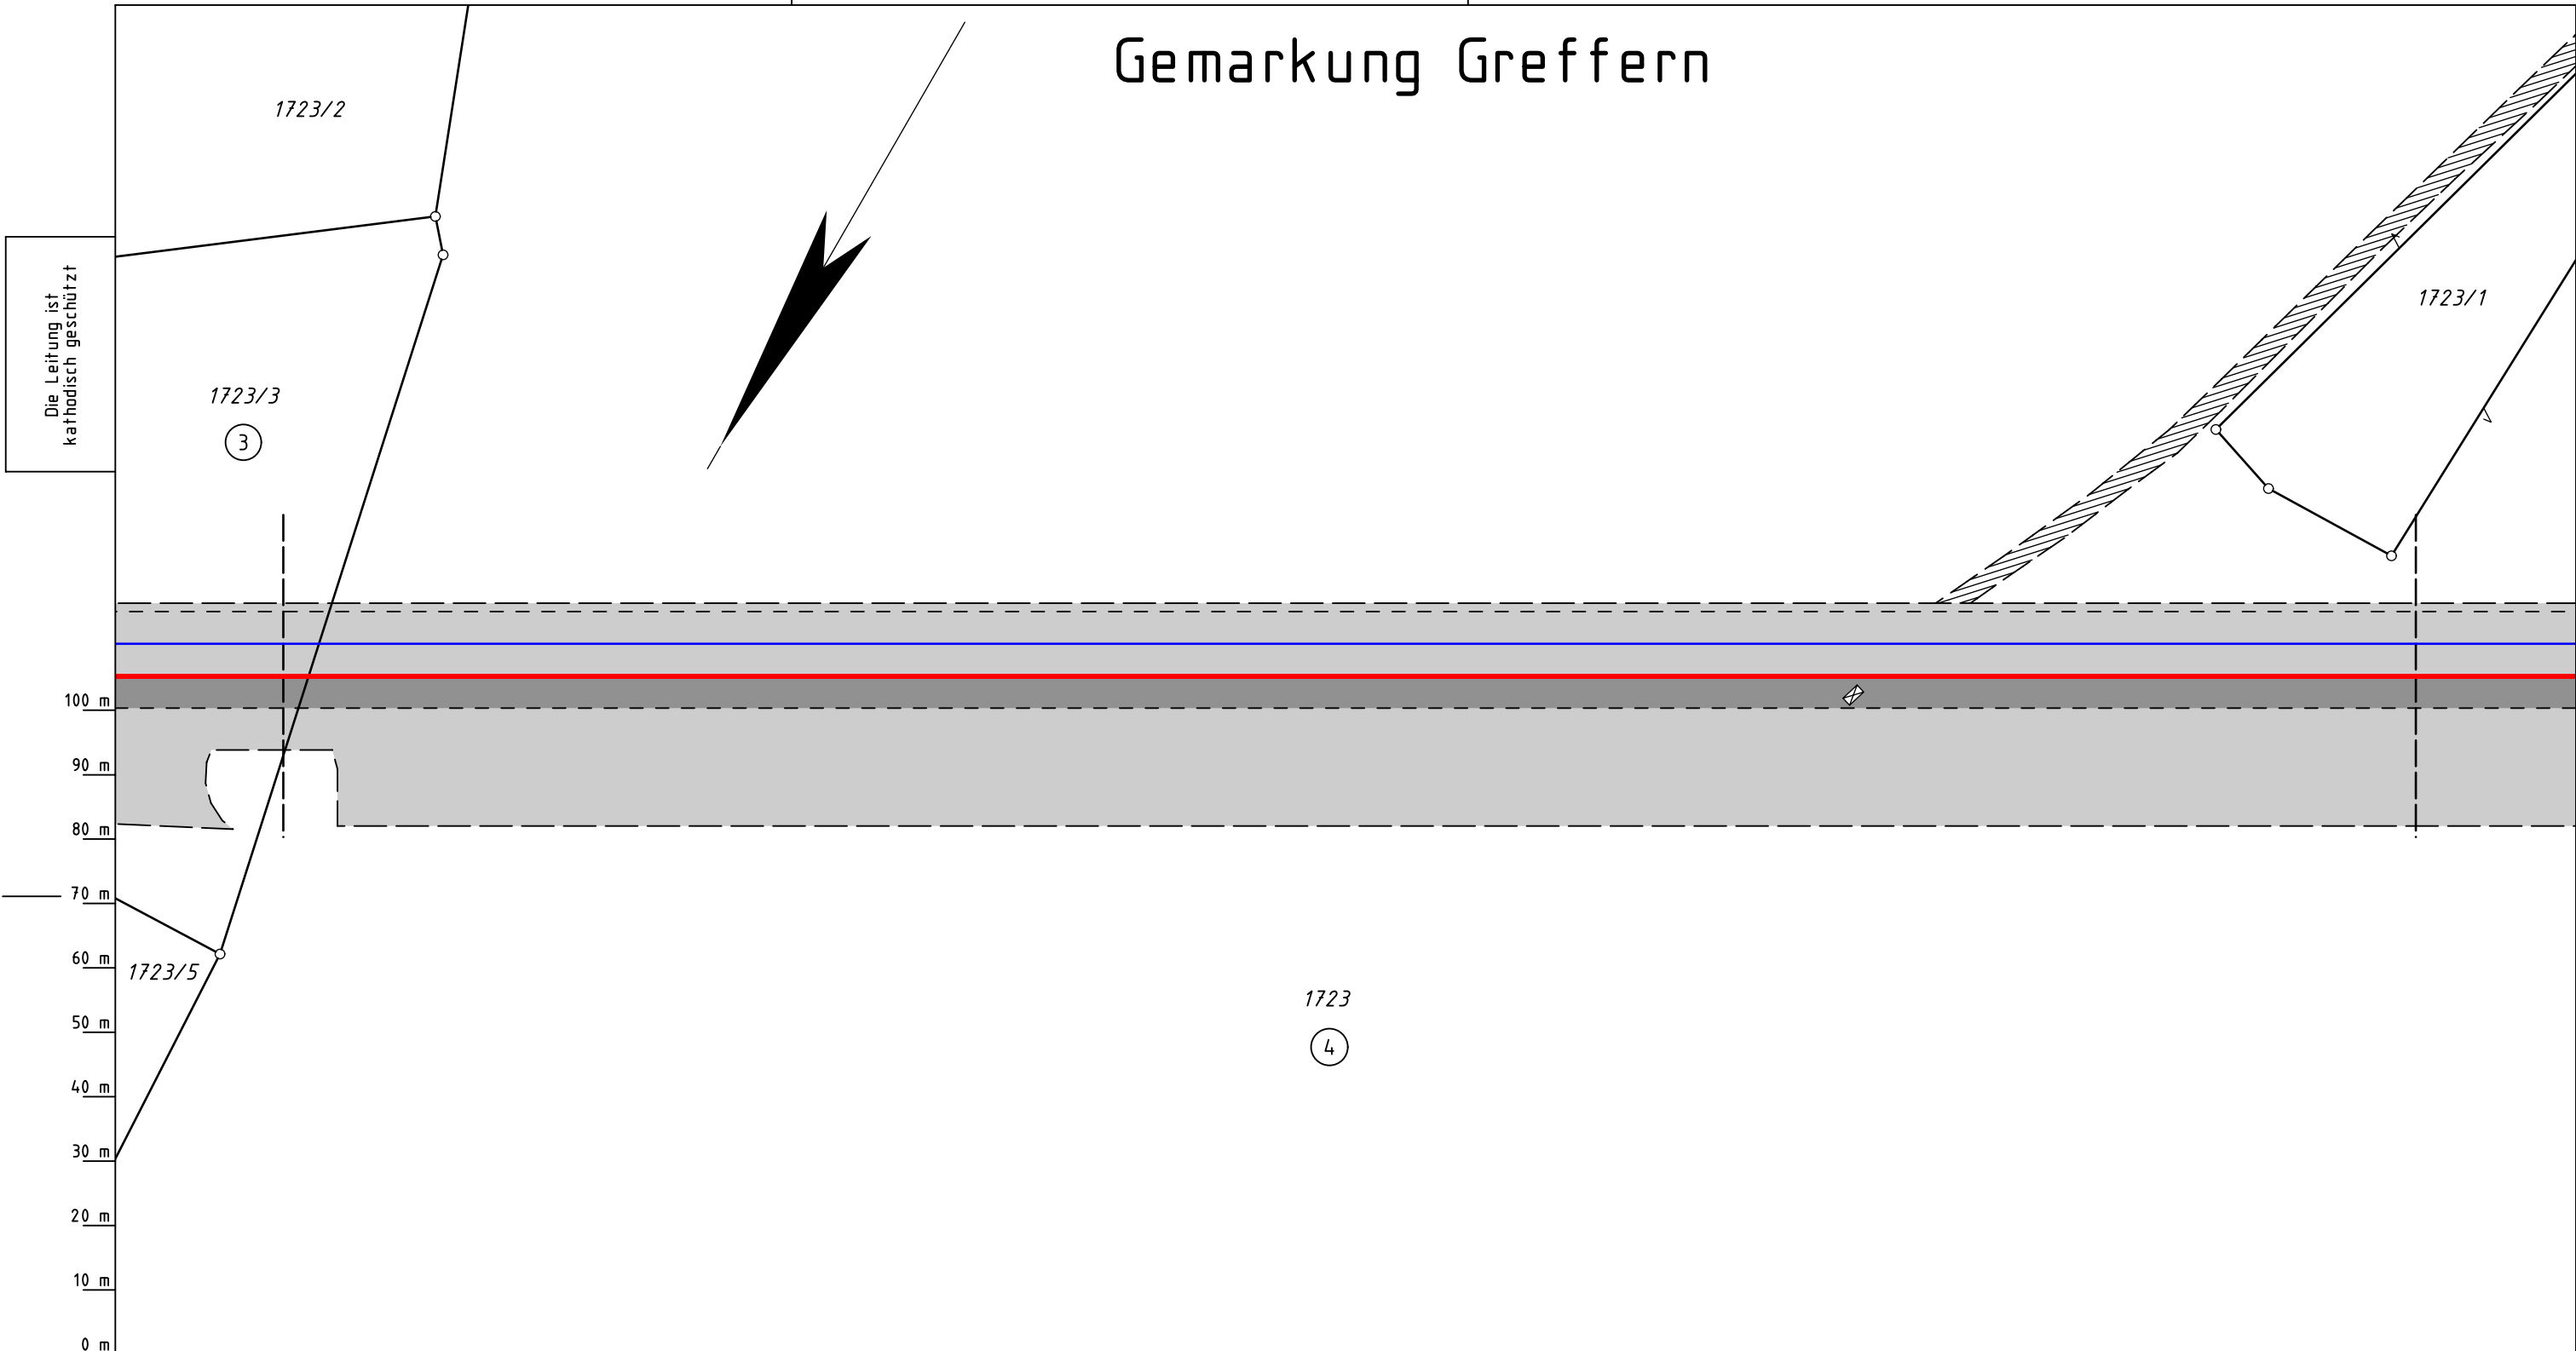 Gemarkung Greffern
1723/2
Die Leitung ist
kathodisch geschützt
1723/3
3
1723/1
100 m
90 m
80 m
70 m
60 m
1723/5
50 m
1723
4
40 m
30 m
20 m
10 m
0 m